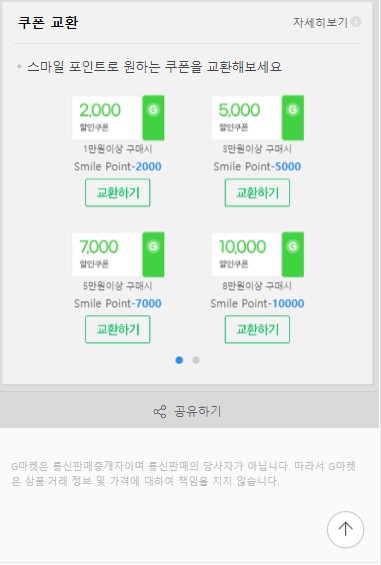 쿠폰 교환
자세히보기
스마일 포인트로 원하는 쿠폰을 교환해보세요
2,000
G
할인쿠폰
1만원이상 구매시
Smile Point-2000
교환하기
5,000
G
할인쿠폰
3만원이상 구매시
Smile Point-5000
교환하기
7,000
G
할인쿠폰
5만원이상 구매시
Smile Point-7000
교환하기
10,000
G
할인쿠폰
8만원이상 구매시
Smile Point-10000
교환하기
공유하기
G마켓은 통신판매중개자이며 통신판매의 당사자가 아닙니다. 따라서 G마켓
은 상품·거래 정보 및 가격에 대하여 책임을 지지 않습니다.